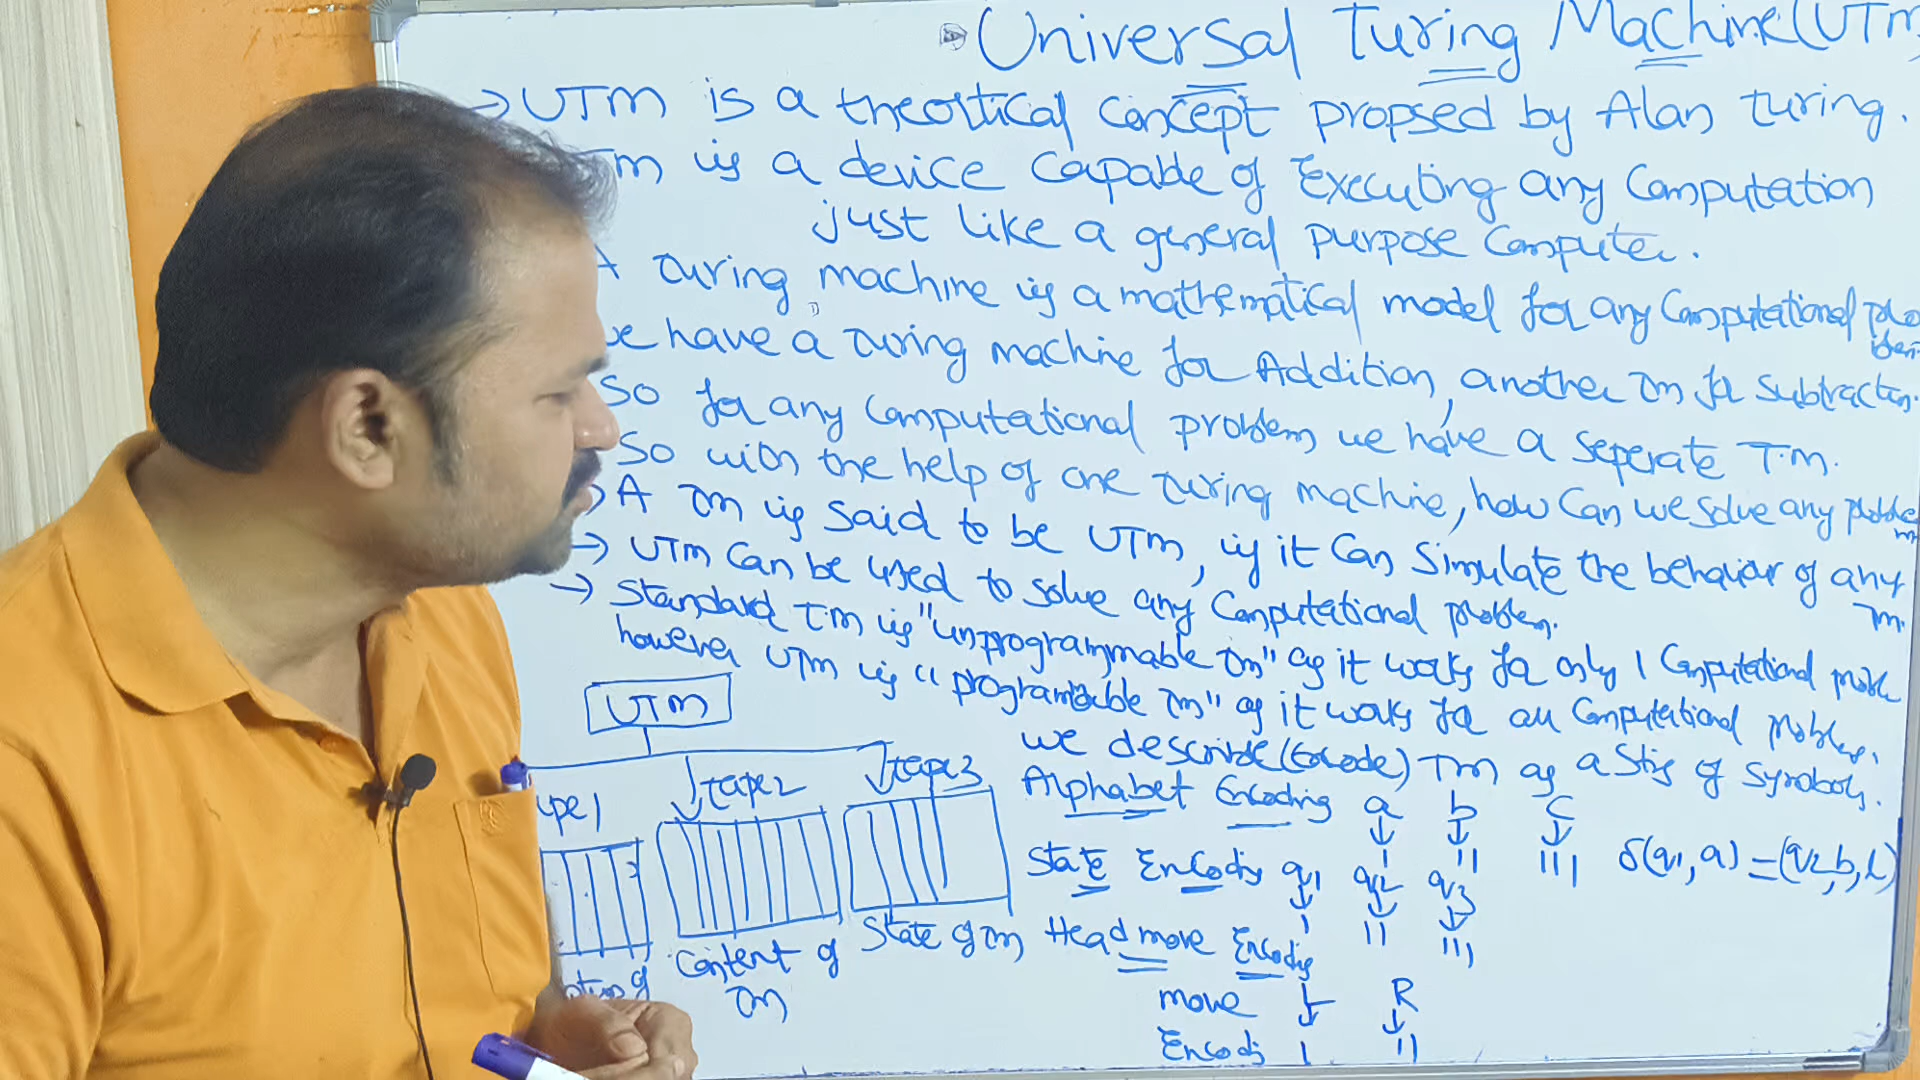 Universal Turing Machine(UTM
→ UTM is a theoritical concept propsed by Alan Turing.
TM is a device capable of Executing any Computation
just like a general purpose Computer.
A Turing machine is a mathematical model for any Computational problem.
we have a Turing machine for Addition, another TM for Subtraction.
So for any Computational problem we have a seperate T.M.
So with the help of one Turing machine, how Can we solve any problem
→ A TM is said to be UTM, if it Can Simulate the behavior of any TM.
→ UTM Can be used to solve any Computational problem.
→ Standard TM is "unprogrammable TM" as it works for only 1 Computational problem
however UTM is "programmable TM" as it works for all Computational problems.
UTM
we describe(Encode) TM as a String of Symbols.
tape1 tape2 tape3
Content of TM
State of TM
Alphabet Encoding a b c
↓ ↓ ↓
1 11 111
δ(q1, a) = (q2, b, L)
State Encoding q1 q2 q3
↓ ↓ ↓
1 11 111
Head move Encoding
move L R
↓ ↓
Encoding 1 11